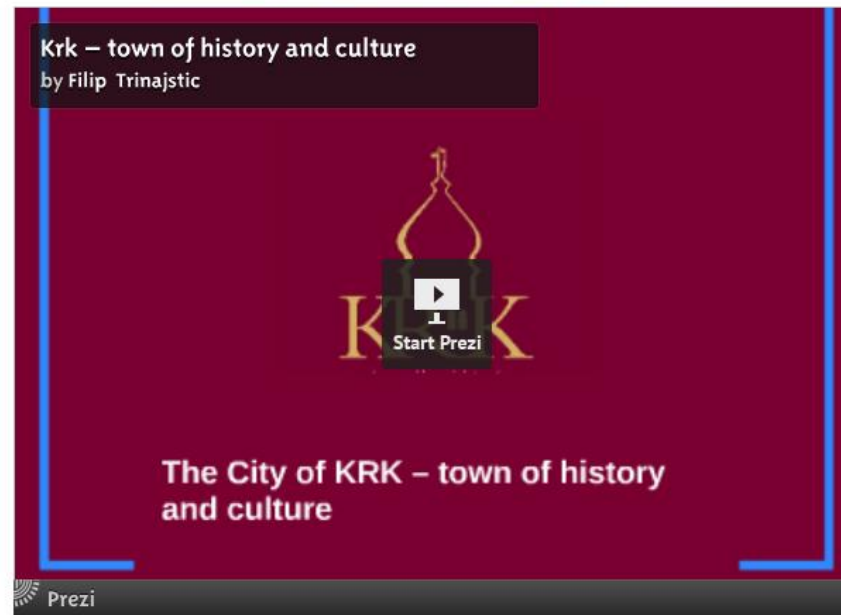 Krk – town of history and culture
by Filip Trinajstic
KRK
Start Prezi
The City of KRK – town of history
and culture
Prezi